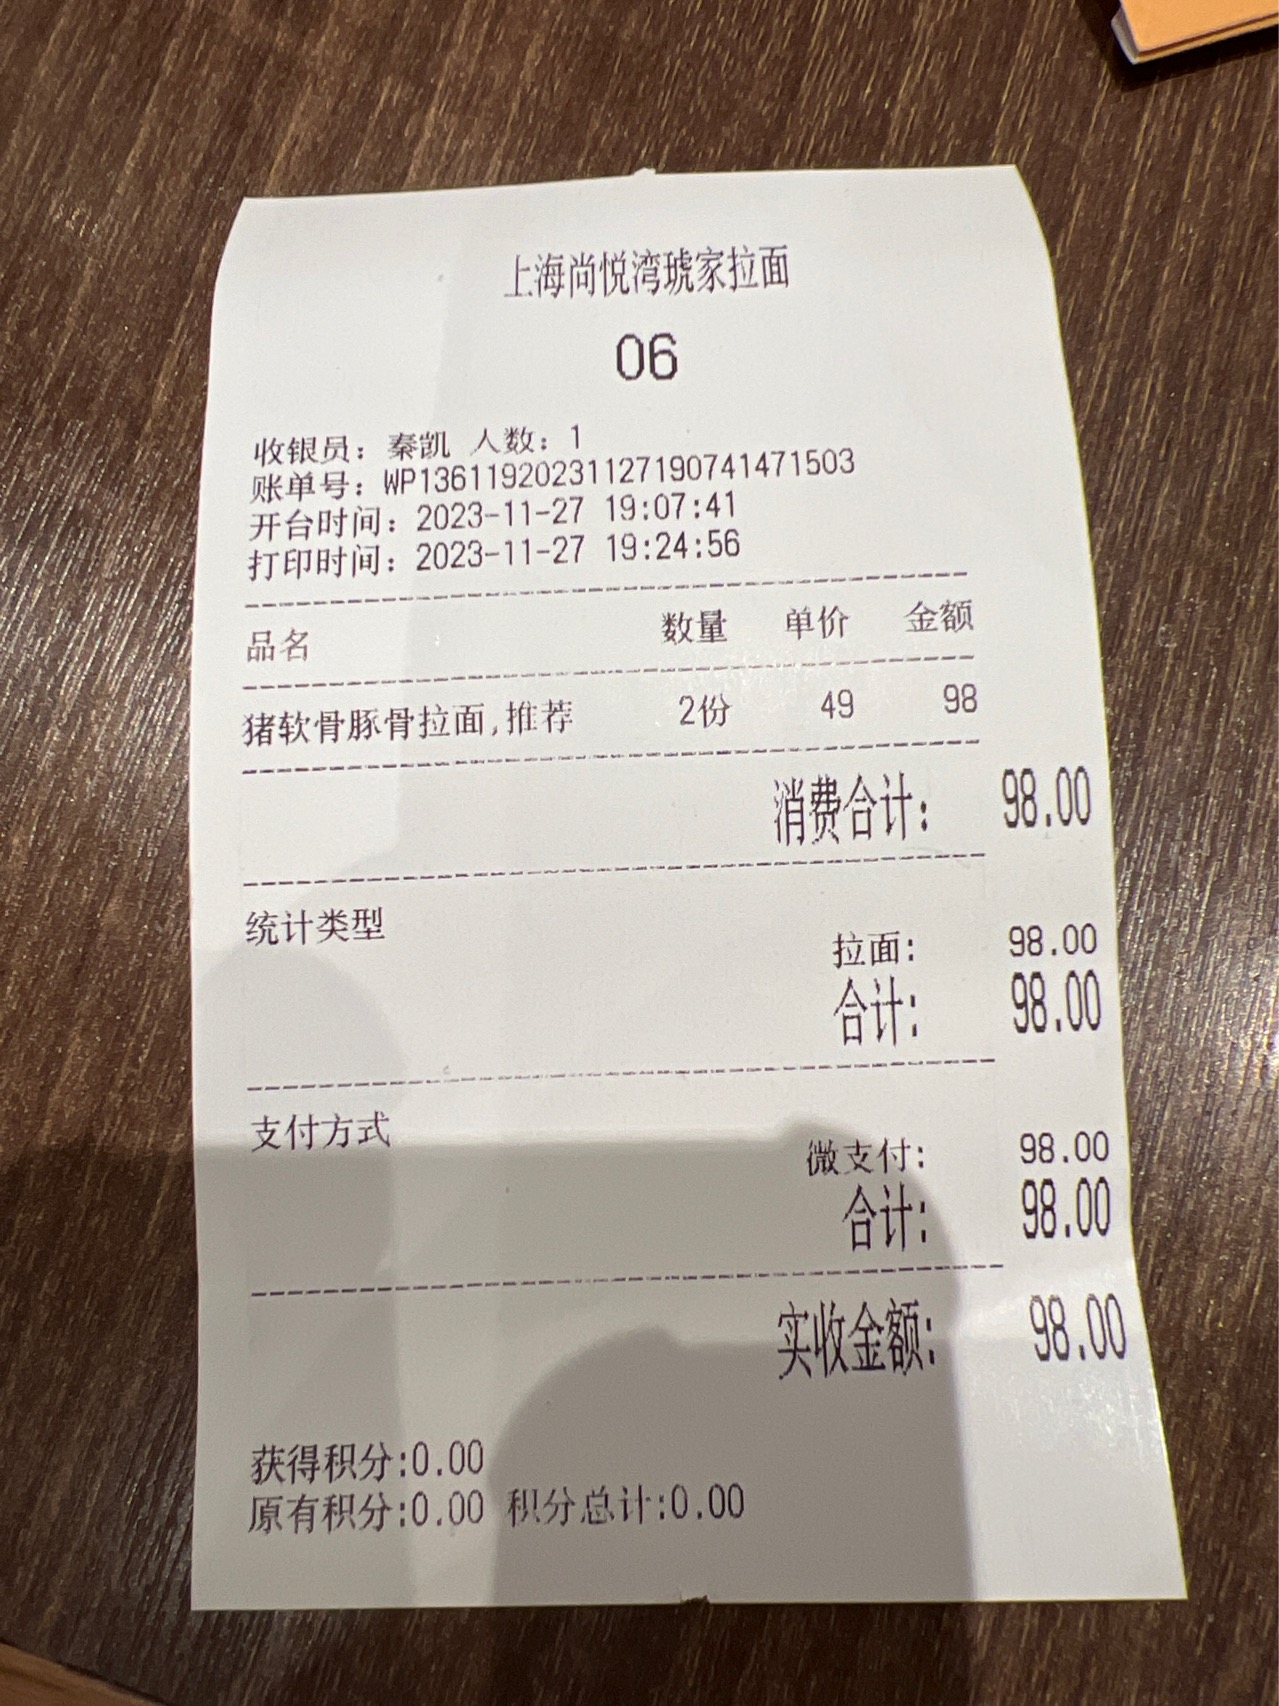 上海尚悦湾琥家拉面
06
收银员: 秦凯 人数: 1
账单号: WP13611920231127190741471503
开台时间: 2023-11-27 19:07:41
打印时间: 2023-11-27 19:24:56
品名 数量 单价 金额
猪软骨豚骨拉面,推荐 2份 49 98
消费合计: 98.00
统计类型
拉面: 98.00
合计: 98.00
支付方式
微支付: 98.00
合计: 98.00
实收金额: 98.00
获得积分:0.00
原有积分:0.00 积分总计:0.00